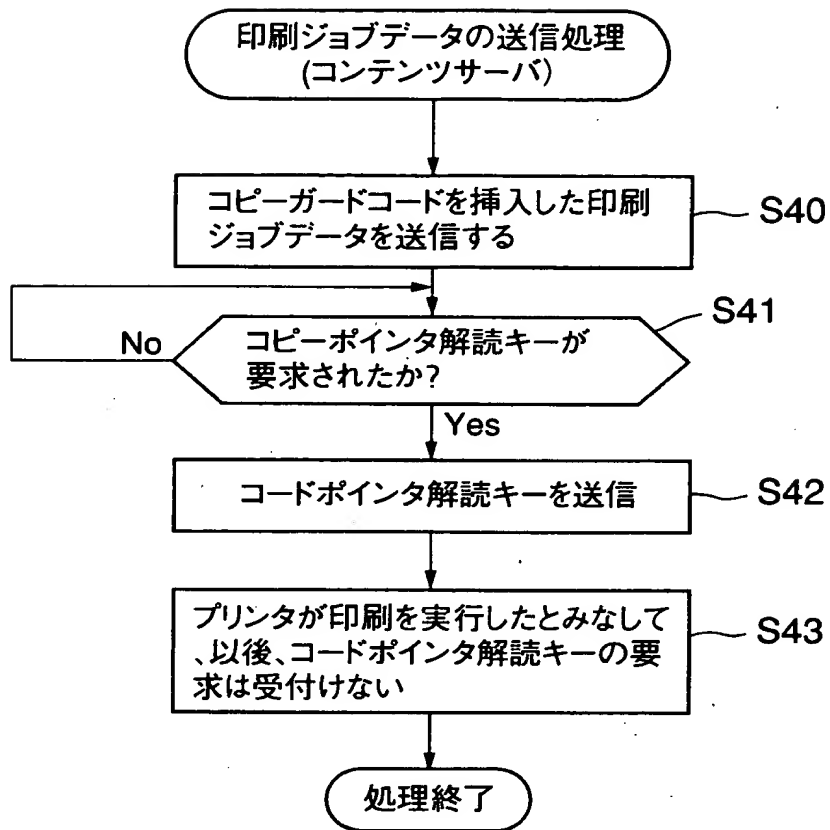 印刷ジョブデータの送信処理
(コンテンツサーバ)
コピーガードコードを挿入した印刷
ジョブデータを送信する
S40
コピーポインタ解読キーが
要求されたか?
S41
No
Yes
コードポインタ解読キーを送信
S42
プリンタが印刷を実行したとみなして
、以後、コードポインタ解読キーの要
求は受付けない
S43
処理終了